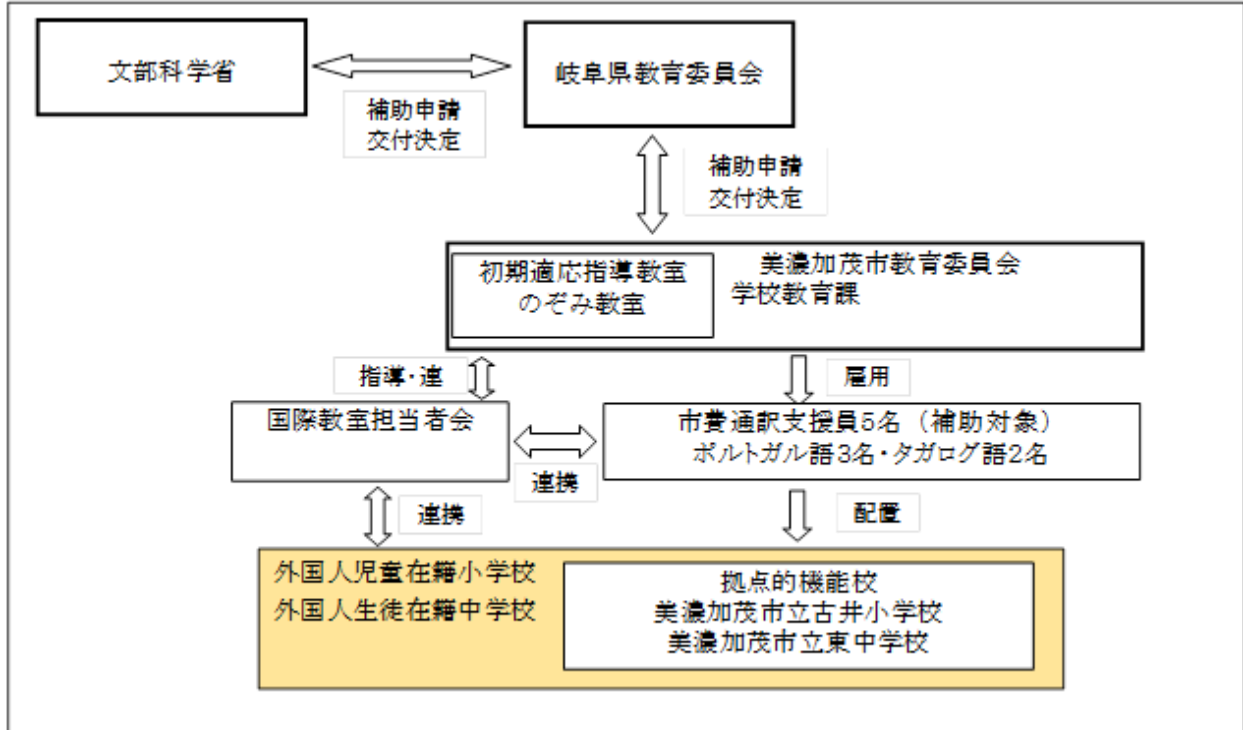 文部科学省
岐阜県教育委員会
補助申請
交付決定
補助申請
交付決定
初期適応指導教室
のぞみ教室
美濃加茂市教育委員会
学校教育課
指導・連
雇用
国際教室担当者会
市費通訳支援員5名（補助対象）
ポルトガル語3名・タガログ語2名
連携
連携
配置
外国人児童在籍小学校
外国人生徒在籍中学校
拠点的機能校
美濃加茂市立古井小学校
美濃加茂市立東中学校